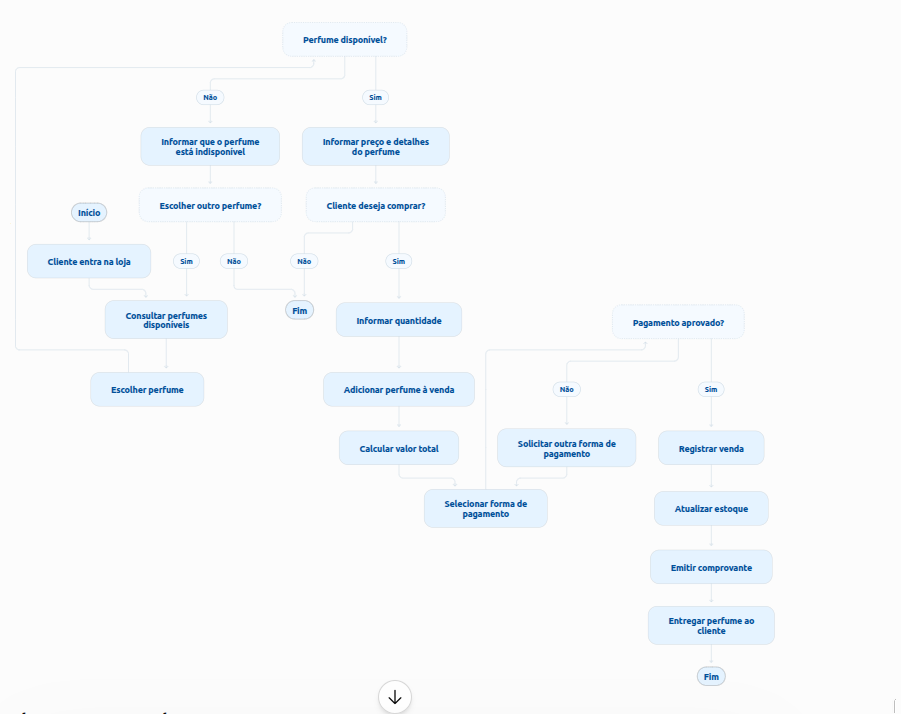 Perfume disponível?
Não
Sim
Informar que o perfume
está indisponível
Informar preço e detalhes
do perfume
Escolher outro perfume?
Cliente deseja comprar?
Início
Cliente entra na loja
Sim
Não
Não
Sim
Consultar perfumes
disponíveis
Fim
Informar quantidade
Pagamento aprovado?
Escolher perfume
Adicionar perfume à venda
Não
Sim
Calcular valor total
Solicitar outra forma de
pagamento
Registrar venda
Selecionar forma de
pagamento
Atualizar estoque
Emitir comprovante
Entregar perfume ao
cliente
Fim